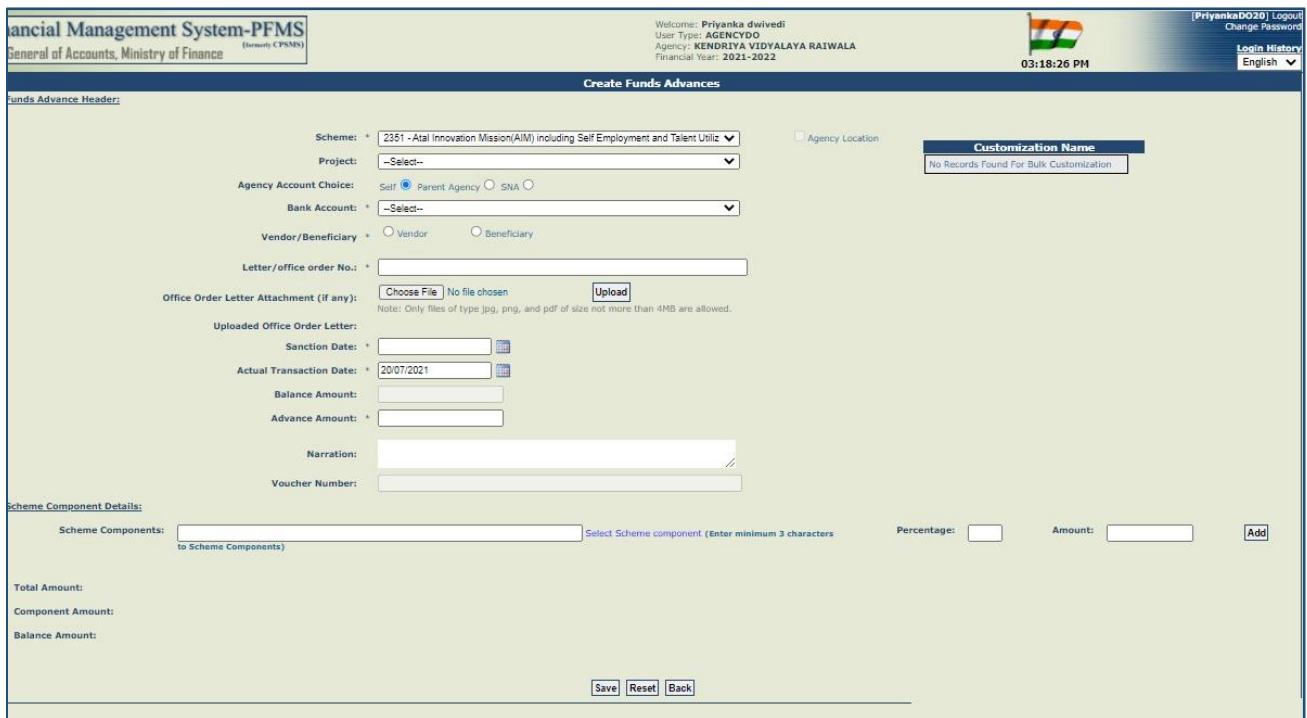 ancial Management System-PFMS
(formerly CPSMS)
General of Accounts, Ministry of Finance
Welcome: Priyanka dwivedi
User Type: AGENCYDO
Agency: KENDRIYA VIDYALAYA RAIWALA
Financial Year: 2021-2022
03:18:26 PM
[PriyankaDO20] Logout
Change Password
Login History
English
Create Funds Advances
Funds Advance Header:
Scheme: * 2351 - Atal Innovation Mission(AIM) including Self Employment and Talent Utiliz Agency Location
Customization Name
No Records Found For Bulk Customization
Project: --Select--
Agency Account Choice: Self Parent Agency SNA
Bank Account: * --Select--
Vendor/Beneficiary * Vendor Beneficiary
Letter/office order No.: *
Office Order Letter Attachment (if any): Choose File No file chosen Upload
Note: Only files of type jpg, png, and pdf of size not more than 4MB are allowed.
Uploaded Office Order Letter:
Sanction Date: *
Actual Transaction Date: * 20/07/2021
Balance Amount:
Advance Amount: *
Narration:
Voucher Number:
Scheme Component Details:
Scheme Components: Select Scheme component (Enter minimum 3 characters Percentage: Amount: Add
to Scheme Components)
Total Amount:
Component Amount:
Balance Amount:
Save Reset Back